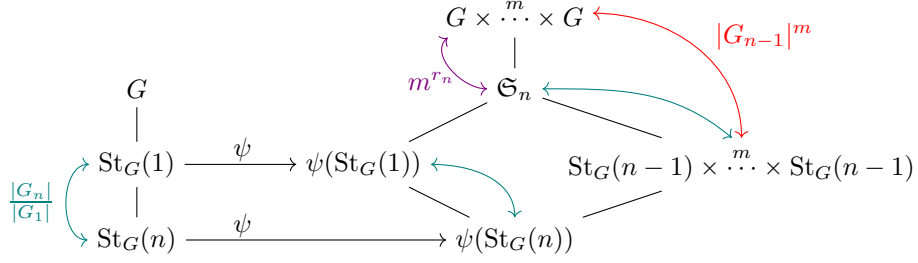 G × ⋯^m × G
|G_{n−1}|^m
m^{r_n}
𝔖_n
G
St_G(1)
ψ
ψ(St_G(1))
St_G(n − 1) × ⋯^m × St_G(n − 1)
|G_n|
|G_1|
St_G(n)
ψ
ψ(St_G(n))